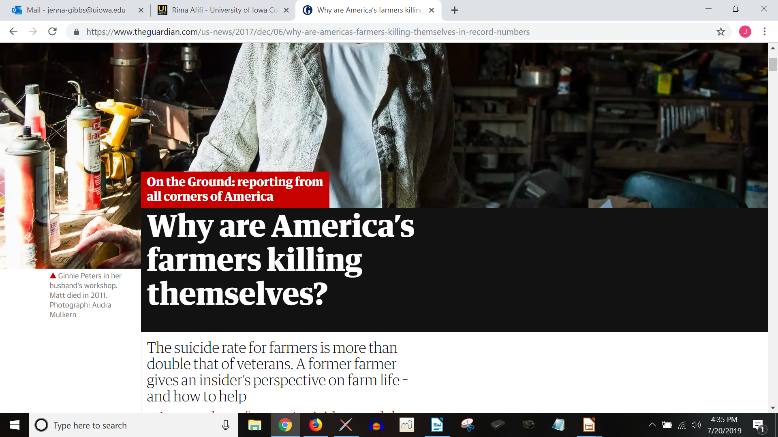 Mail - jenna-gibbs@uiowa.edu
Rima Afifi - University of Iowa Co
Why are America's farmers killin
https://www.theguardian.com/us-news/2017/dec/06/why-are-americas-farmers-killing-themselves-in-record-numbers
J
On the Ground: reporting from
all corners of America
Why are America's
farmers killing
themselves?
Ginnie Peters in her
husband's workshop.
Matt died in 2011.
Photograph: Audra
Mulkern
The suicide rate for farmers is more than
double that of veterans. A former farmer
gives an insider's perspective on farm life –
and how to help
Type here to search
4:35 PM
7/20/2019